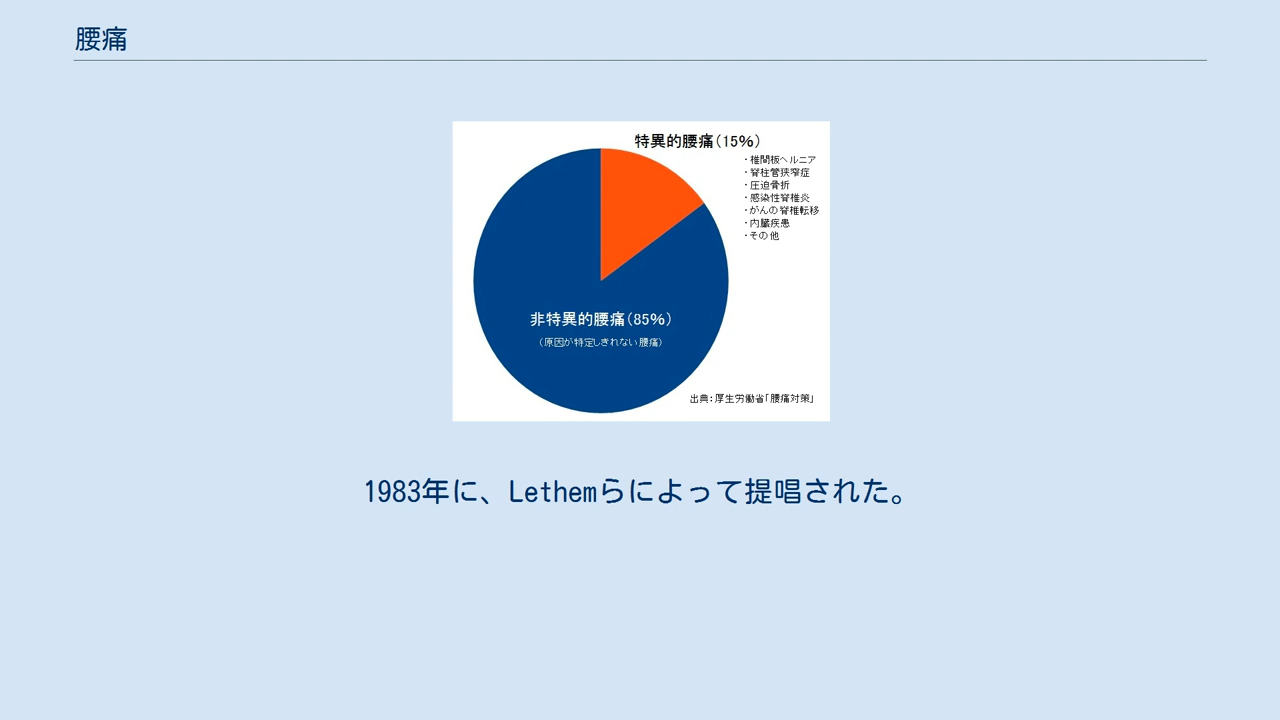 腰痛
特異的腰痛(15%)
・椎間板ヘルニア
・脊柱管狭窄症
・圧迫骨折
・感染性脊椎炎
・がんの脊椎転移
・内臓疾患
・その他
非特異的腰痛(85%)
(原因が特定しきれない腰痛)
出典:厚生労働省「腰痛対策」
1983年に、Lethemらによって提唱された。